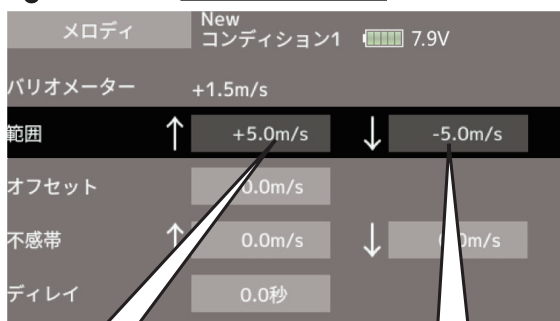 メロディ
New
コンディション1 7.9V
バリオメーター +1.5m/s
範囲 ↑ +5.0m/s ↓ -5.0m/s
オフセット 0.0m/s
不感帯 ↑ 0.0m/s ↓ 0.0m/s
ディレイ 0.0秒